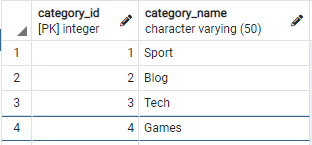 category_id category_name
[PK] integer character varying (50)
1 1 Sport
2 2 Blog
3 3 Tech
4 4 Games